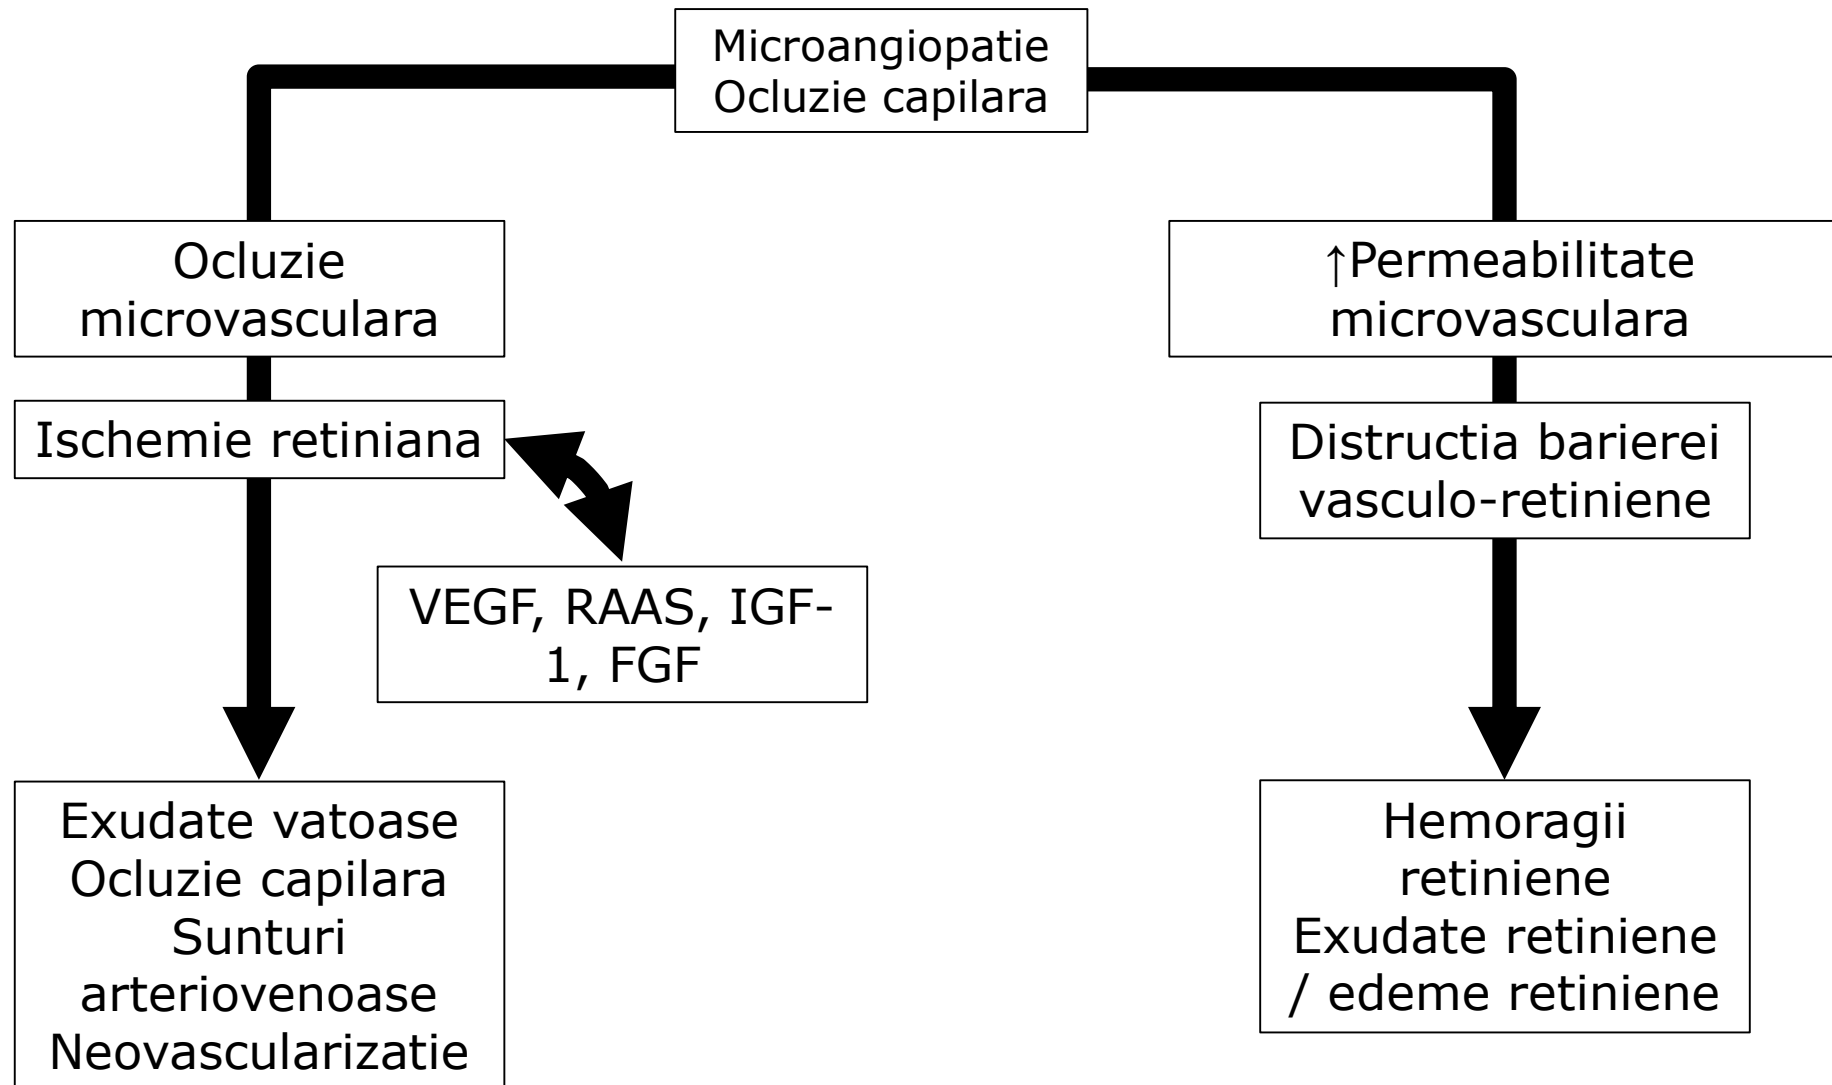 Microangiopatie
Ocluzie capilara
Ocluzie
microvasculara
↑Permeabilitate
microvasculara
Ischemie retiniana
Distructia barierei
vasculo-retiniene
VEGF, RAAS, IGF-
1, FGF
Exudate vatoase
Ocluzie capilara
Sunturi
arteriovenoase
Neovascularizatie
Hemoragii
retiniene
Exudate retiniene
/ edeme retiniene